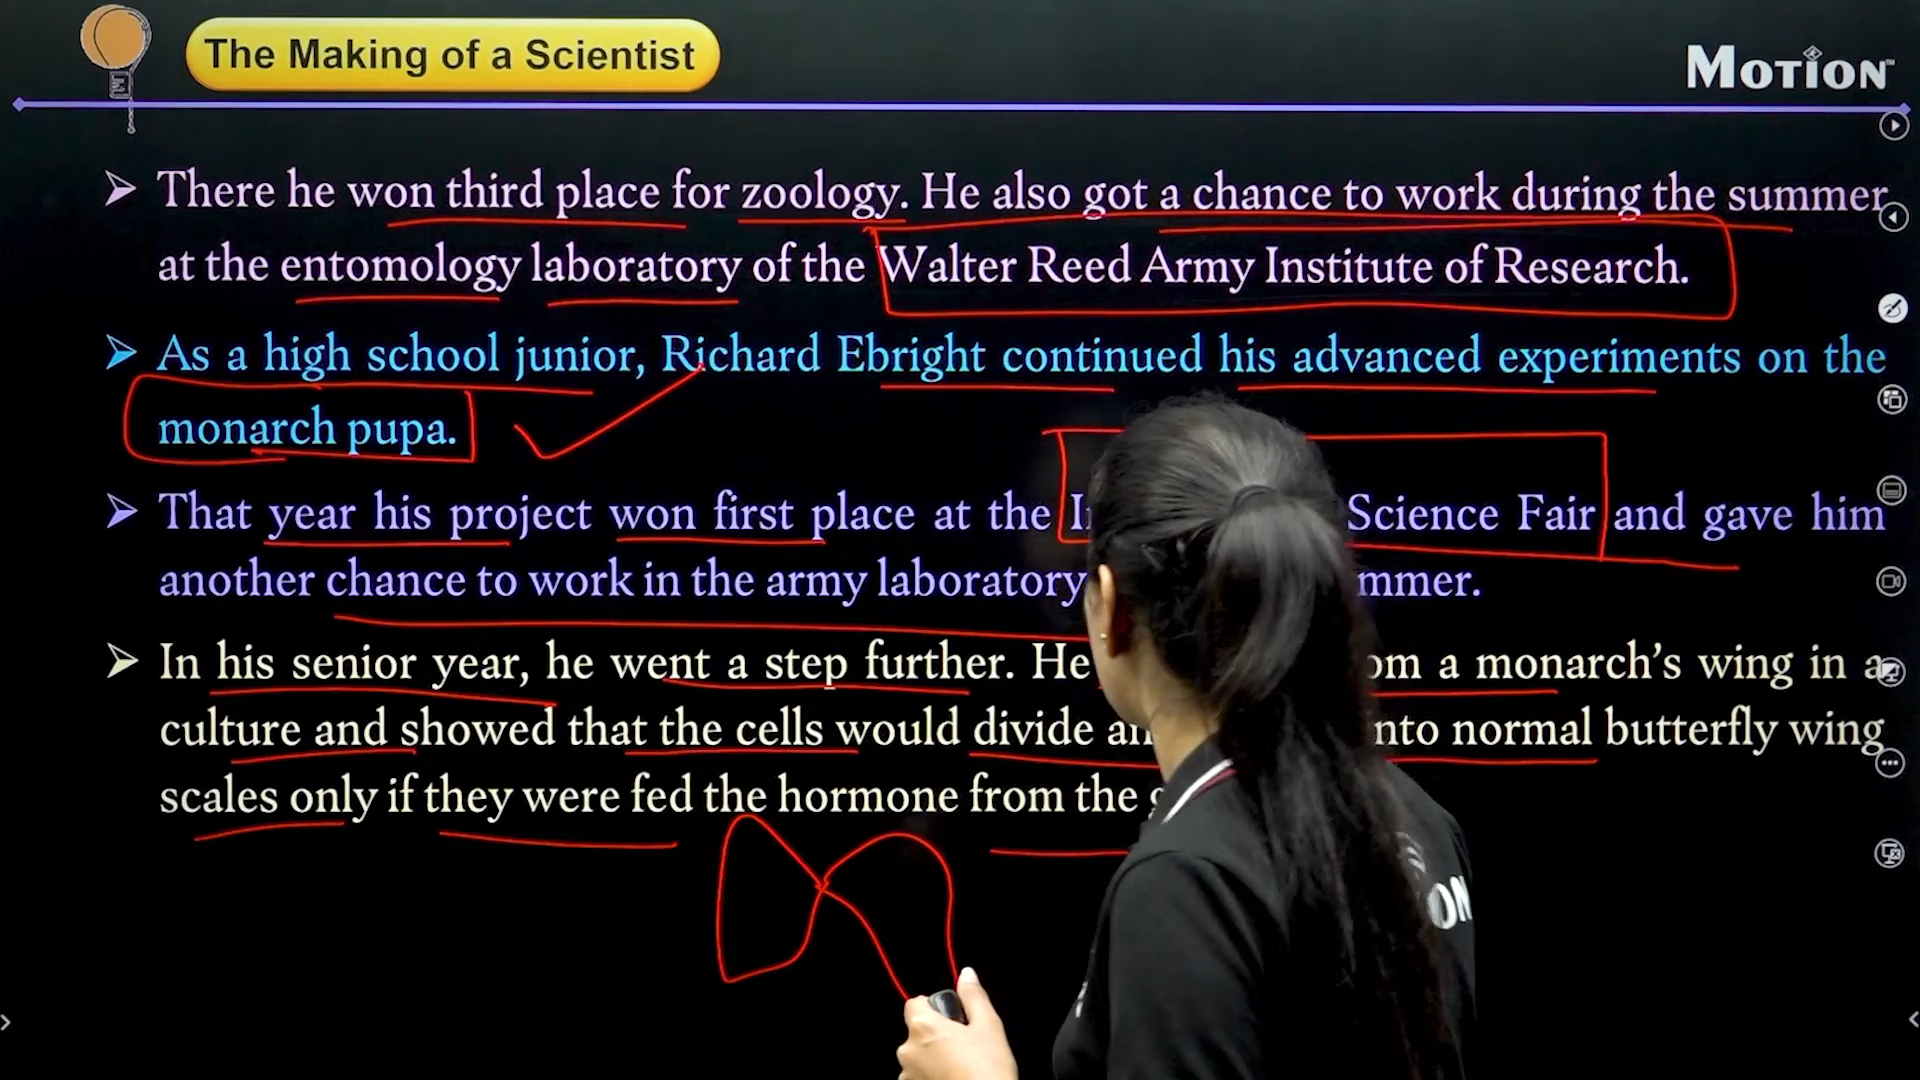 The Making of a Scientist
MOTION™
There he won third place for zoology. He also got a chance to work during the summer
at the entomology laboratory of the Walter Reed Army Institute of Research.
As a high school junior, Richard Ebright continued his advanced experiments on the
monarch pupa.
That year his project won first place at the Science Fair and gave him
another chance to work in the army laboratory
In his senior year, he went a step further. He a monarch's wing in a
culture and showed that the cells would divide normal butterfly wing
scales only if they were fed the hormone from the
ON